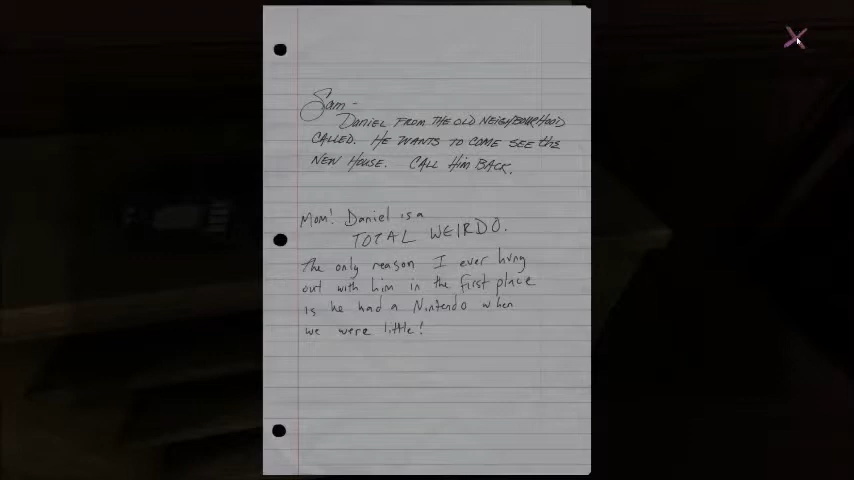 Sam -
DANIEL FROM THE OLD NEIGHBOURHOOD
CALLED. HE WANTS TO COME SEE the
NEW HOUSE. CALL HIM BACK.
Mom! Daniel is a
TOTAL WEIRDO.
The only reason I ever hung
out with him in the first place
is he had a Nintendo when
we were little!